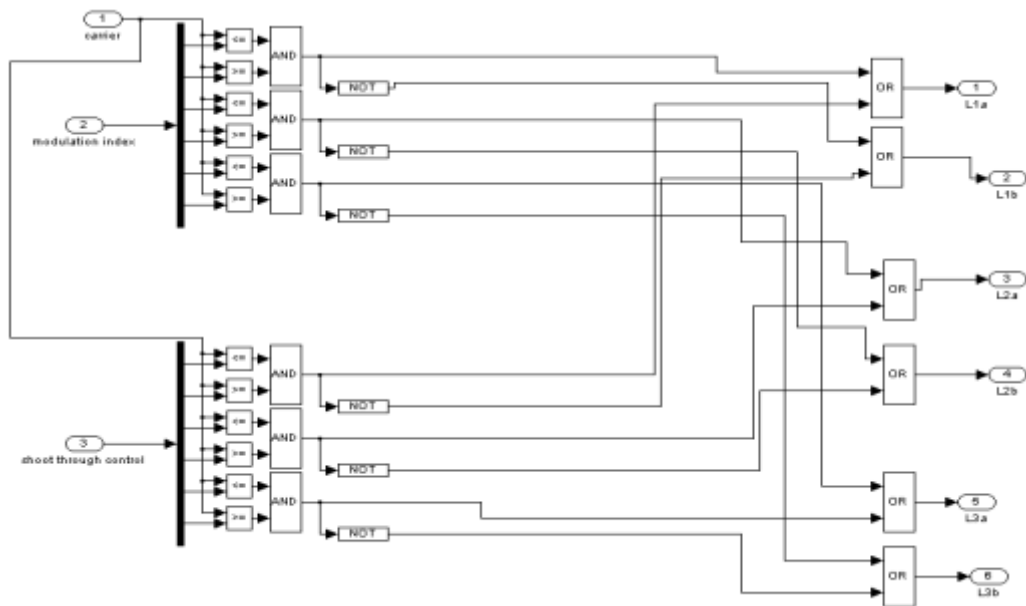 1
carrier
<=
>=
AND
NOT
<=
>=
AND
NOT
<=
>=
AND
NOT
2
modulation index
OR
1
L1a
OR
2
L1b
OR
3
L2a
OR
4
L2b
<=
>=
AND
NOT
<=
>=
AND
NOT
<=
>=
AND
NOT
3
shoot through control
OR
5
L3a
OR
6
L3b